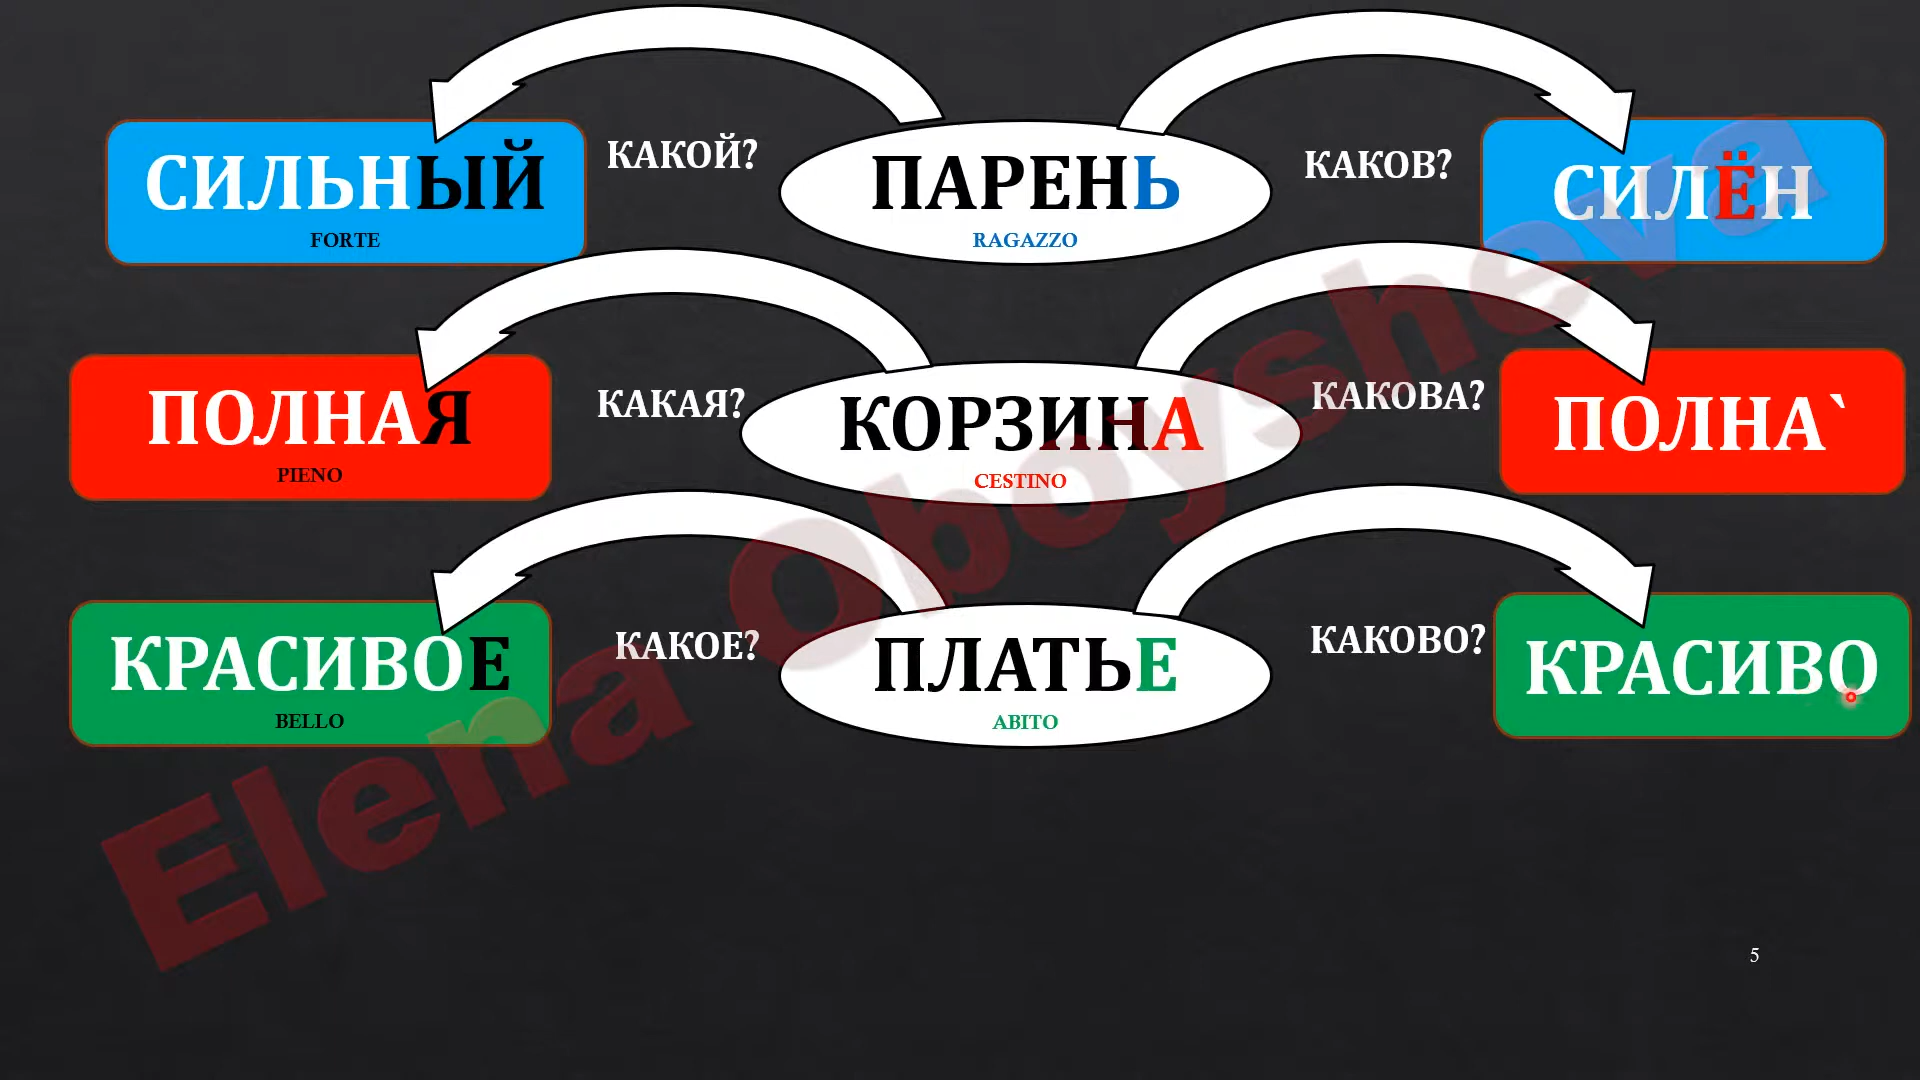 СИЛЬНЫЙ
FORTE
КАКОЙ?
ПАРЕНЬ
RAGAZZO
КАКОВ?
СИЛЁН
ПОЛНАЯ
PIENO
КАКАЯ?
КОРЗИНА
CESTINO
КАКОВА?
ПОЛНА`
КРАСИВОЕ
BELLO
КАКОЕ?
ПЛАТЬЕ
ABITO
КАКОВО?
КРАСИВО
Elena Oboysheva
5